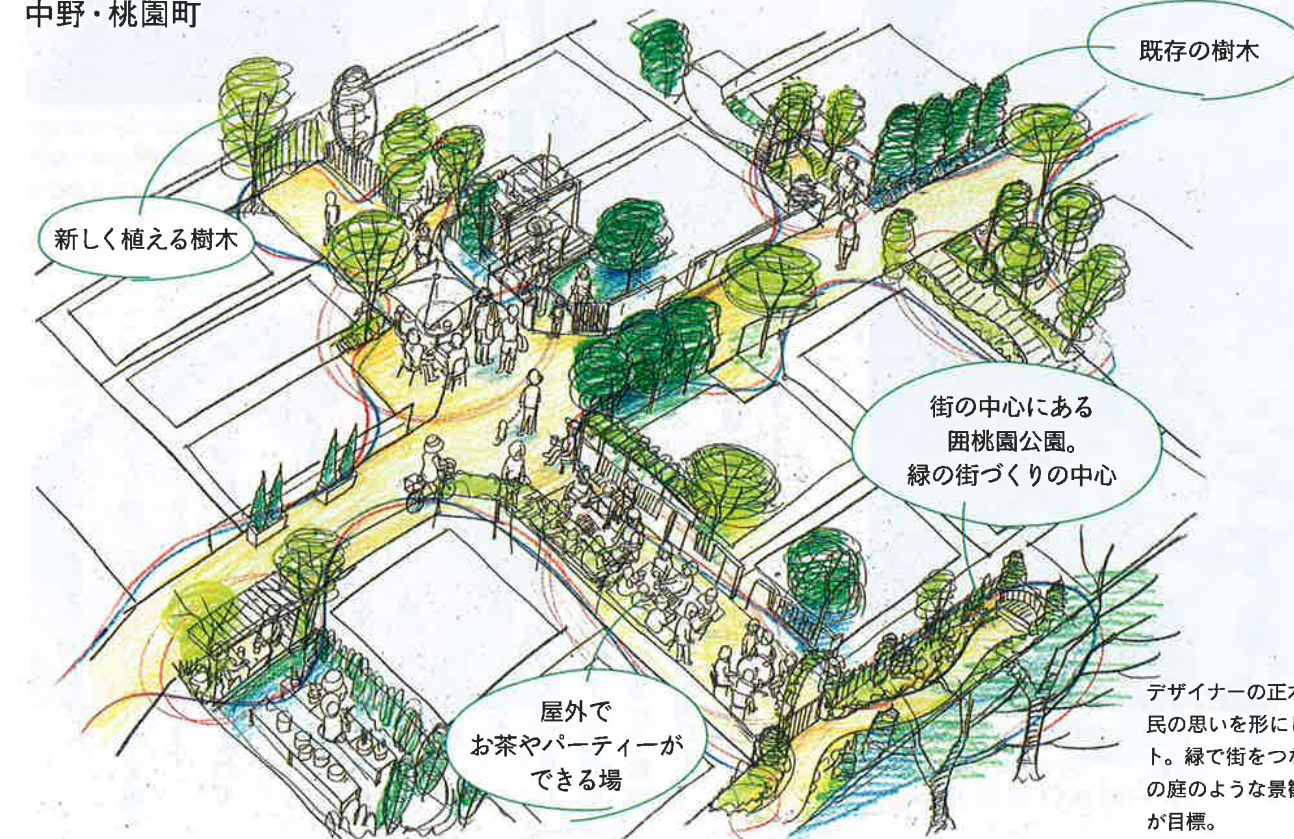 中野・桃園町
既存の樹木
新しく植える樹木
街の中心にある
囲桃園公園。
緑の街づくりの中心
屋外で
お茶やパーティーが
できる場
デザイナーの正木
民の思いを形に
ト。緑で街をつな
の庭のような景観
が目標。